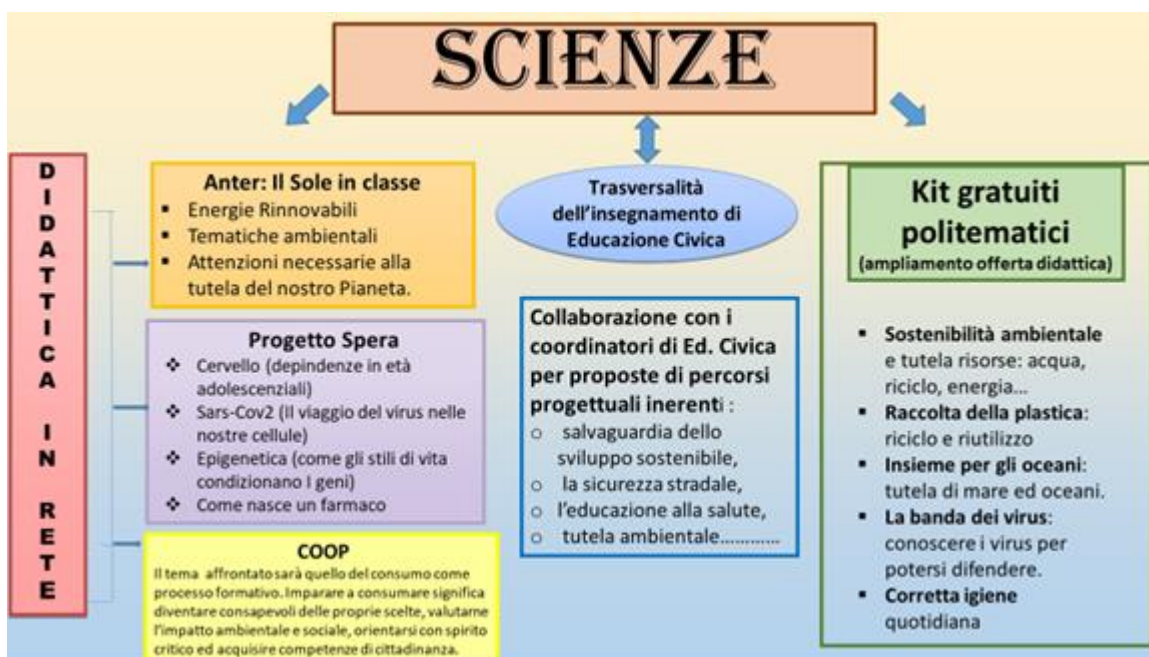 SCIENZE
DIDATTICA IN RETE
Anter: Il Sole in classe
▪ Energie Rinnovabili
▪ Tematiche ambientali
▪ Attenzioni necessarie alla
tutela del nostro Pianeta.
Progetto Spera
❖ Cervello (depindenze in età
adolescenziali)
❖ Sars-Cov2 (Il viaggio del virus nelle
nostre cellule)
❖ Epigenetica (come gli stili di vita
condizionano I geni)
❖ Come nasce un farmaco
COOP
Il tema affrontato sarà quello del consumo come
processo formativo. Imparare a consumare significa
diventare consapevoli delle proprie scelte, valutarne
l'impatto ambientale e sociale, orientarsi con spirito
critico ed acquisire competenze di cittadinanza.
Trasversalità
dell'insegnamento di
Educazione Civica
Collaborazione con i
coordinatori di Ed. Civica
per proposte di percorsi
progettuali inerenti :
o salvaguardia dello
sviluppo sostenibile,
o la sicurezza stradale,
o l'educazione alla salute,
o tutela ambientale…………
Kit gratuiti
politematici
(ampliamento offerta didattica)
▪ Sostenibilità ambientale
e tutela risorse: acqua,
riciclo, energia…
▪ Raccolta della plastica:
riciclo e riutilizzo
▪ Insieme per gli oceani:
tutela di mare ed oceani.
▪ La banda dei virus:
conoscere i virus per
potersi difendere.
▪ Corretta igiene
quotidiana